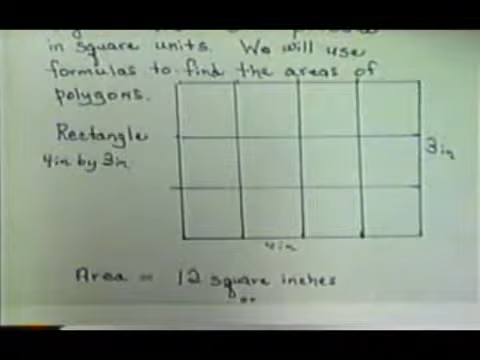 in square units. We will use
formulas to find the areas of
polygons.
Rectangle
4in by 3in
3in
4in
Area = 12 square inches
or